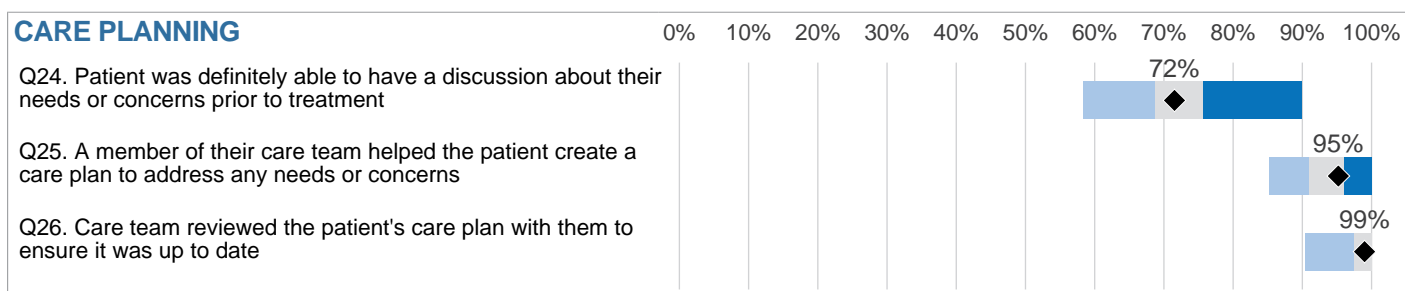 CARE PLANNING
0% 10% 20% 30% 40% 50% 60% 70% 80% 90% 100%
Q24. Patient was definitely able to have a discussion about their
needs or concerns prior to treatment
72%
Q25. A member of their care team helped the patient create a
care plan to address any needs or concerns
95%
Q26. Care team reviewed the patient's care plan with them to
ensure it was up to date
99%